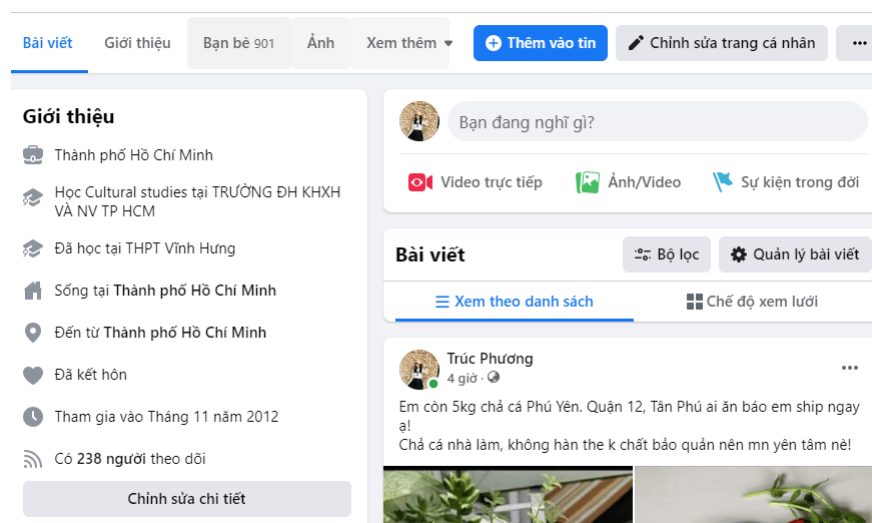 Bài viết
Giới thiệu
Bạn bè 901
Ảnh
Xem thêm
Thêm vào tin
Chỉnh sửa trang cá nhân
Giới thiệu
Thành phố Hồ Chí Minh
Học Cultural studies tại TRƯỜNG ĐH KHXH
VÀ NV TP HCM
Đã học tại THPT Vĩnh Hưng
Sống tại Thành phố Hồ Chí Minh
Đến từ Thành phố Hồ Chí Minh
Đã kết hôn
Tham gia vào Tháng 11 năm 2012
Có 238 người theo dõi
Chỉnh sửa chi tiết
Bạn đang nghĩ gì?
Video trực tiếp
Ảnh/Video
Sự kiện trong đời
Bài viết
Bộ lọc
Quản lý bài viết
Xem theo danh sách
Chế độ xem lưới
Trúc Phương
4 giờ ·
Em còn 5kg chả cá Phú Yên. Quận 12, Tân Phú ai ăn báo em ship ngay
ạ!
Chả cá nhà làm, không hàn the k chất bảo quản nên mn yên tâm nè!